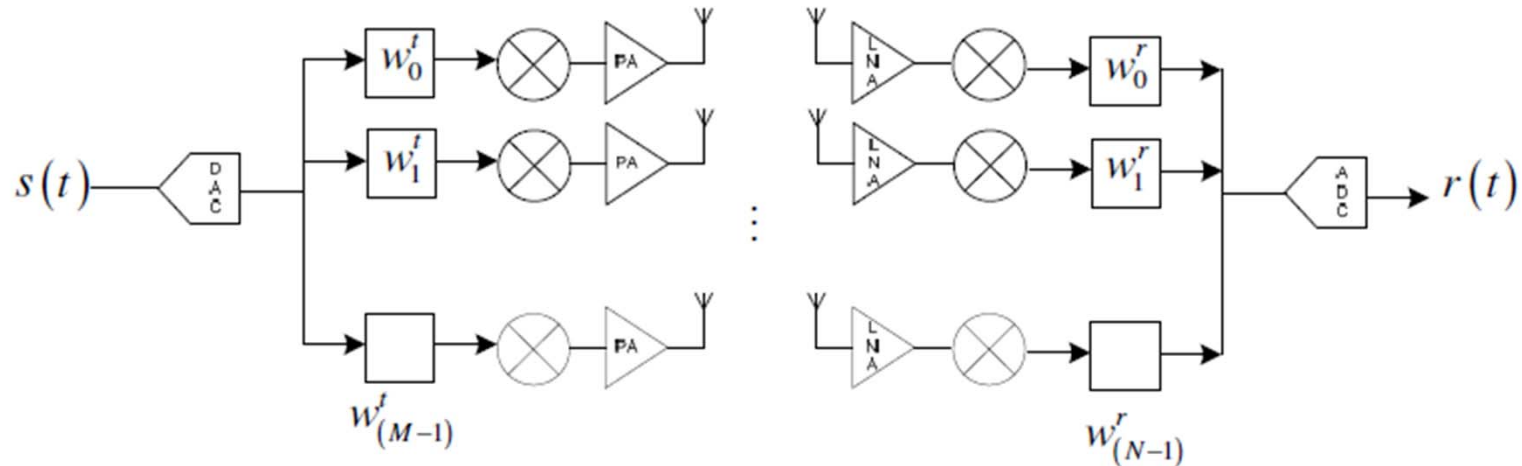 w_0^t PA LNA w_0^r
w_1^t PA LNA w_1^r
s(t) DAC ADC r(t)
⋮
PA LNA
w_{(M-1)}^t w_{(N-1)}^r